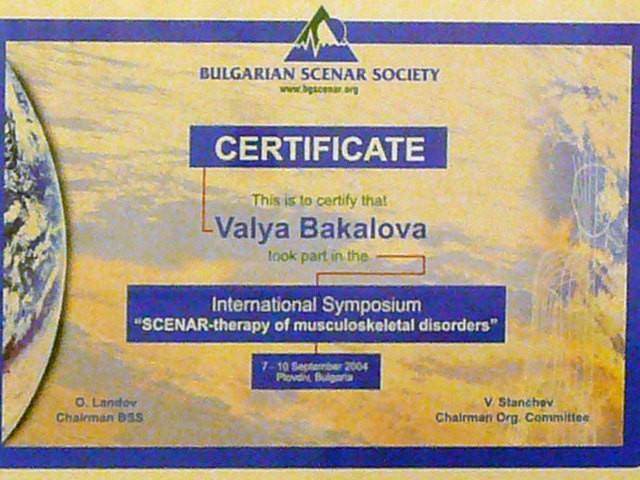 BULGARIAN SCENAR SOCIETY
www.bgscenar.org
CERTIFICATE
This is to certify that
Valya Bakalova
took part in the
International Symposium
“SCENAR-therapy of musculoskeletal disorders”
7 - 10 September 2004
Plovdiv, Bulgaria
O. Landov
Chairman BSS
V. Stanchev
Chairman Org. Committee